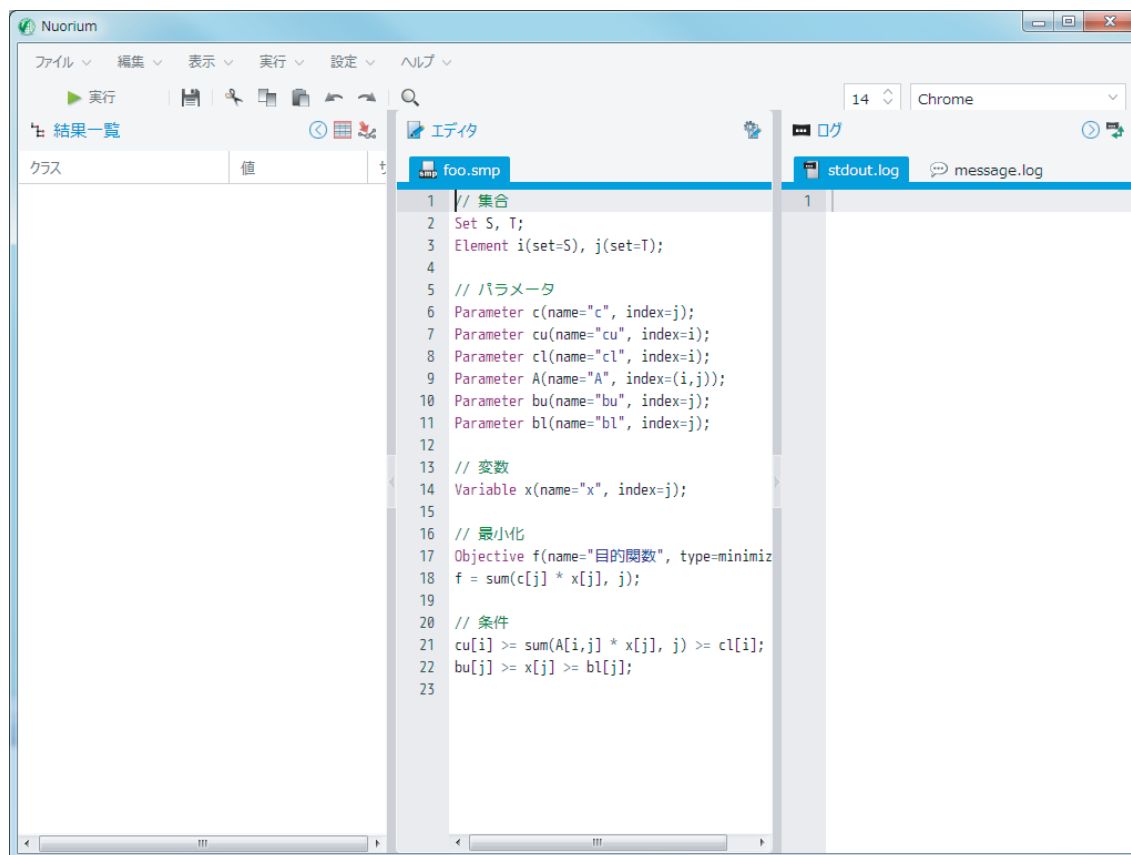 Nuorium
ファイル 編集 表示 実行 設定 ヘルプ
実行 14 Chrome
結果一覧
クラス 値 サ
エディタ
foo.smp
1 // 集合
2 Set S, T;
3 Element i(set=S), j(set=T);
4
5 // パラメータ
6 Parameter c(name="c", index=j);
7 Parameter cu(name="cu", index=i);
8 Parameter cl(name="cl", index=i);
9 Parameter A(name="A", index=(i,j));
10 Parameter bu(name="bu", index=j);
11 Parameter bl(name="bl", index=j);
12
13 // 変数
14 Variable x(name="x", index=j);
15
16 // 最小化
17 Objective f(name="目的関数", type=minimiz
18 f = sum(c[j] * x[j], j);
19
20 // 条件
21 cu[i] >= sum(A[i,j] * x[j], j) >= cl[i];
22 bu[j] >= x[j] >= bl[j];
23
ログ
stdout.log message.log
1